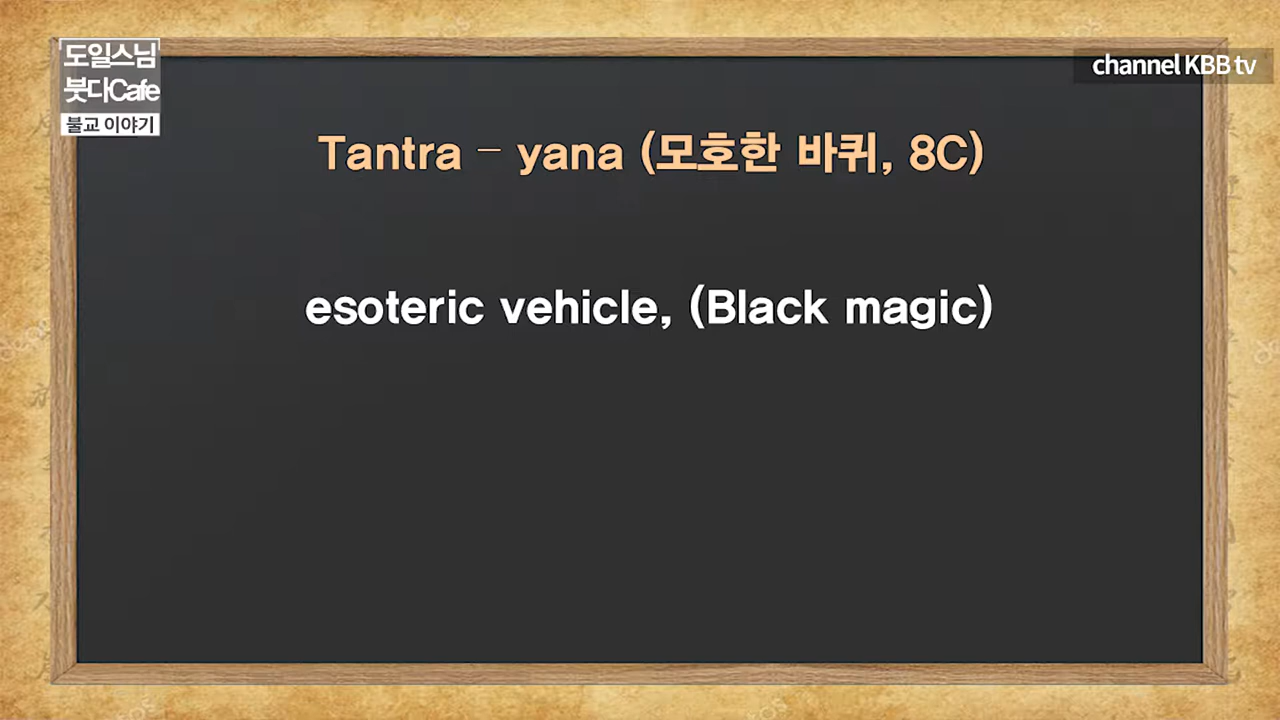 도일스님
붓다Cafe
불교 이야기
channel KBB tv
Tantra – yana (모호한 바퀴, 8C)
esoteric vehicle, (Black magic)